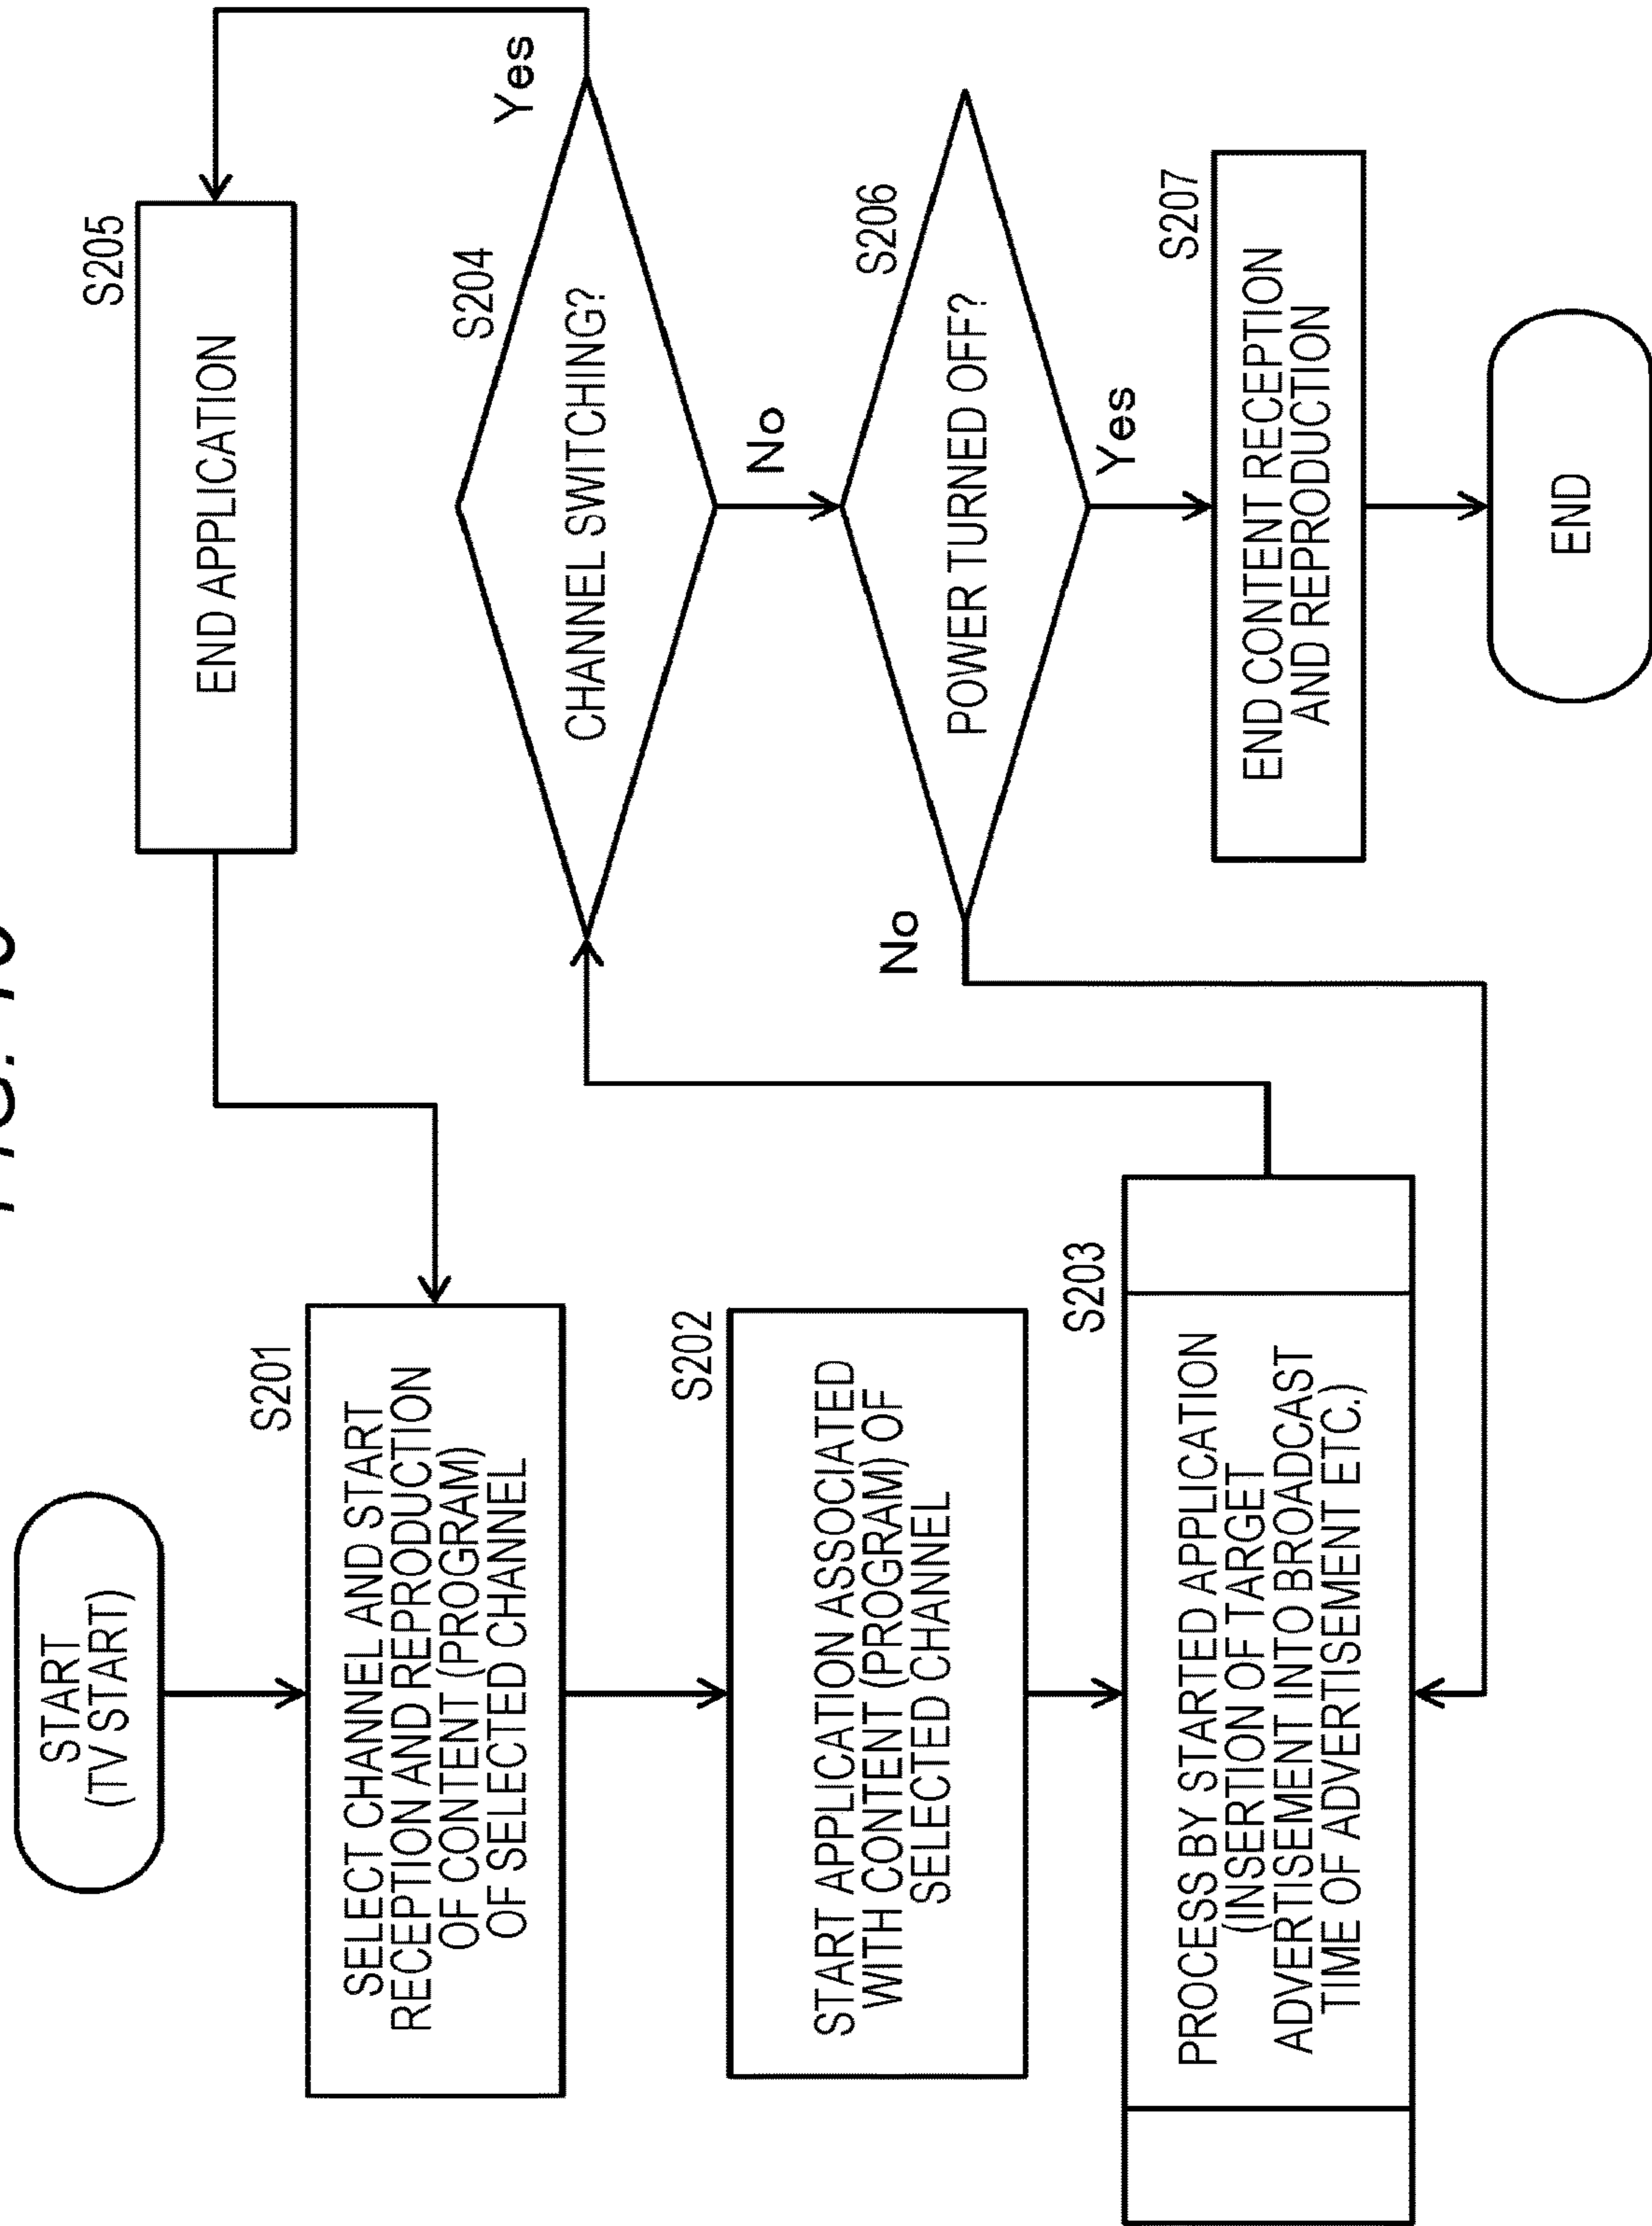 START
(TV START)
S201
SELECT CHANNEL AND START
RECEPTION AND REPRODUCTION
OF CONTENT (PROGRAM)
OF SELECTED CHANNEL
S202
START APPLICATION ASSOCIATED
WITH CONTENT (PROGRAM) OF
SELECTED CHANNEL
S203
PROCESS BY STARTED APPLICATION
(INSERTION OF TARGET
ADVERTISEMENT INTO BROADCAST
TIME OF ADVERTISEMENT ETC.)
S205
END APPLICATION
Yes
S204
CHANNEL SWITCHING?
No
S206
POWER TURNED OFF?
No
Yes
S207
END CONTENT RECEPTION
AND REPRODUCTION
END